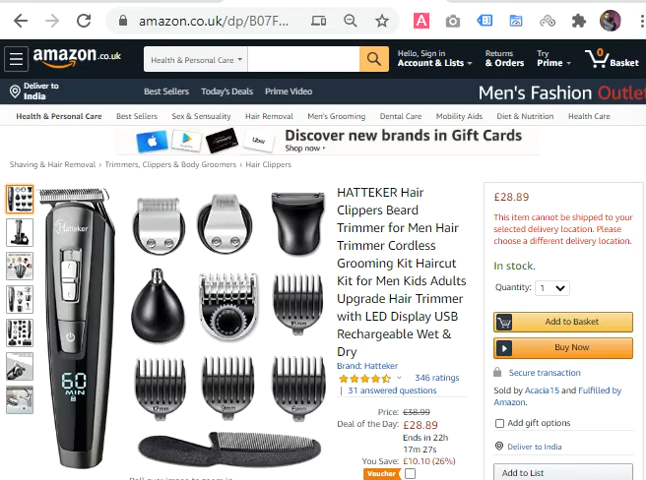 amazon.co.uk/dp/B07F...
amazon.co.uk
Health & Personal Care
Hello, Sign in
Account & Lists
Returns
& Orders
Try
Prime
0
Basket
Deliver to
India
Best Sellers Today's Deals Prime Video
Men's Fashion Outle
Health & Personal Care Best Sellers Sex & Sensuality Hair Removal Men's Grooming Dental Care Mobility Aids Diet & Nutrition Health Care
Uber
Discover new brands in Gift Cards
Shop now ›
Shaving & Hair Removal › Trimmers, Clippers & Body Groomers › Hair Clippers
Hatteker
60
MIN
12mm
9mm
6mm
HATTEKER Hair
Clippers Beard
Trimmer for Men Hair
Trimmer Cordless
Grooming Kit Haircut
Kit for Men Kids Adults
Upgrade Hair Trimmer
with LED Display USB
Rechargeable Wet &
Dry
Brand: Hatteker
346 ratings
| 31 answered questions
Price: £38.99
Deal of the Day: £28.89
Ends in 22h
17m 27s
You Save: £10.10 (26%)
Voucher
£28.89
This item cannot be shipped to your
selected delivery location. Please
choose a different delivery location.
In stock.
Quantity: 1
Add to Basket
Buy Now
Secure transaction
Sold by Acacia15 and Fulfilled by
Amazon.
Add gift options
Deliver to India
Add to List